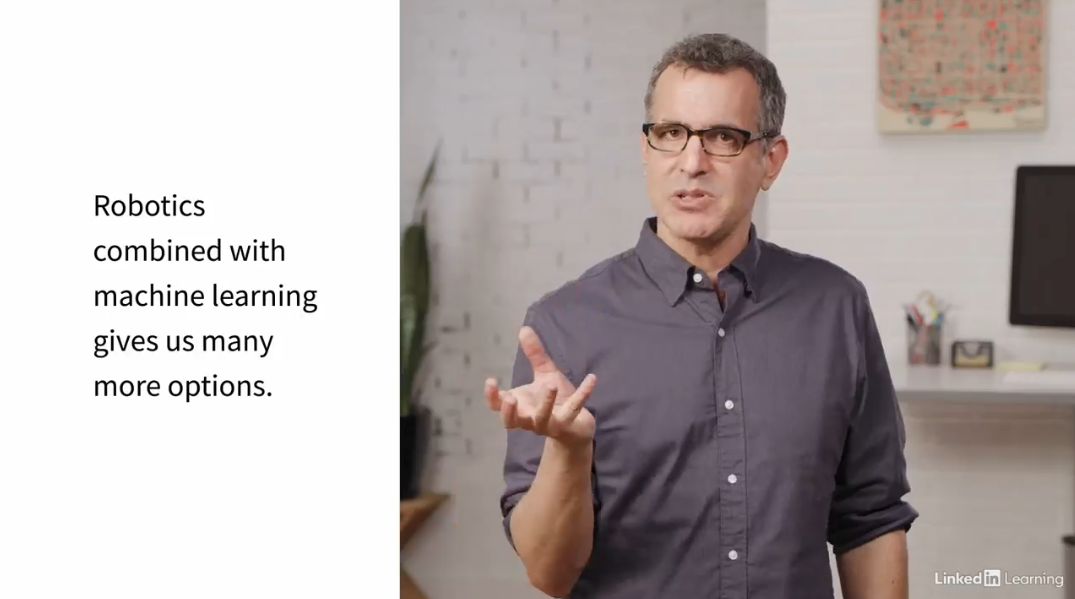 Robotics
combined with
machine learning
gives us many
more options.
LinkedIn Learning